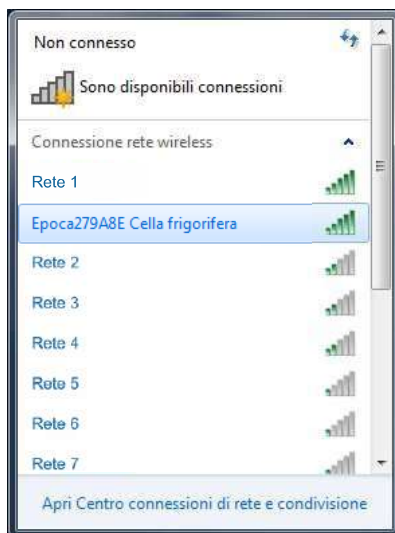 Non connesso
Sono disponibili connessioni
Connessione rete wireless
Rete 1
Epoca279A8E Cella frigorifera
Rete 2
Rete 3
Rete 4
Rete 5
Rete 6
Rete 7
Apri Centro connessioni di rete e condivisione